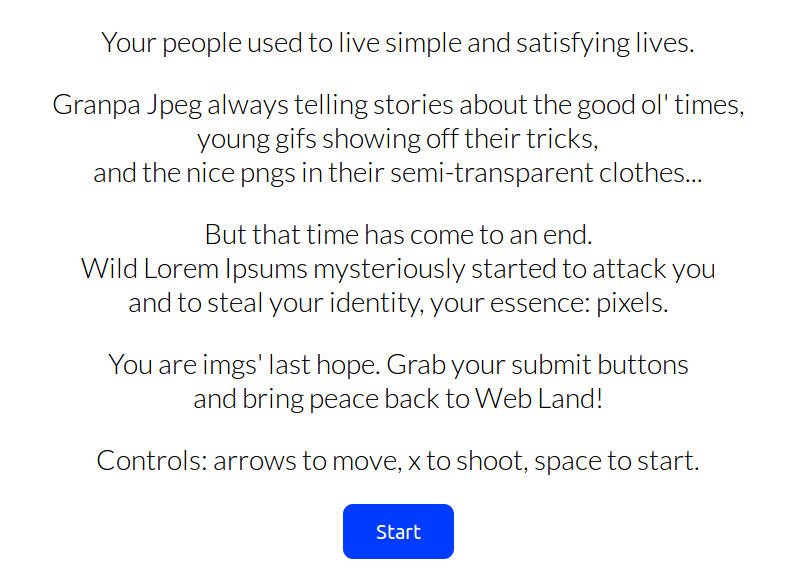 Your people used to live simple and satisfying lives.
Granpa Jpeg always telling stories about the good ol' times,
young gifs showing off their tricks,
and the nice pngs in their semi-transparent clothes...
But that time has come to an end.
Wild Lorem Ipsums mysteriously started to attack you
and to steal your identity, your essence: pixels.
You are imgs' last hope. Grab your submit buttons
and bring peace back to Web Land!
Controls: arrows to move, x to shoot, space to start.
Start